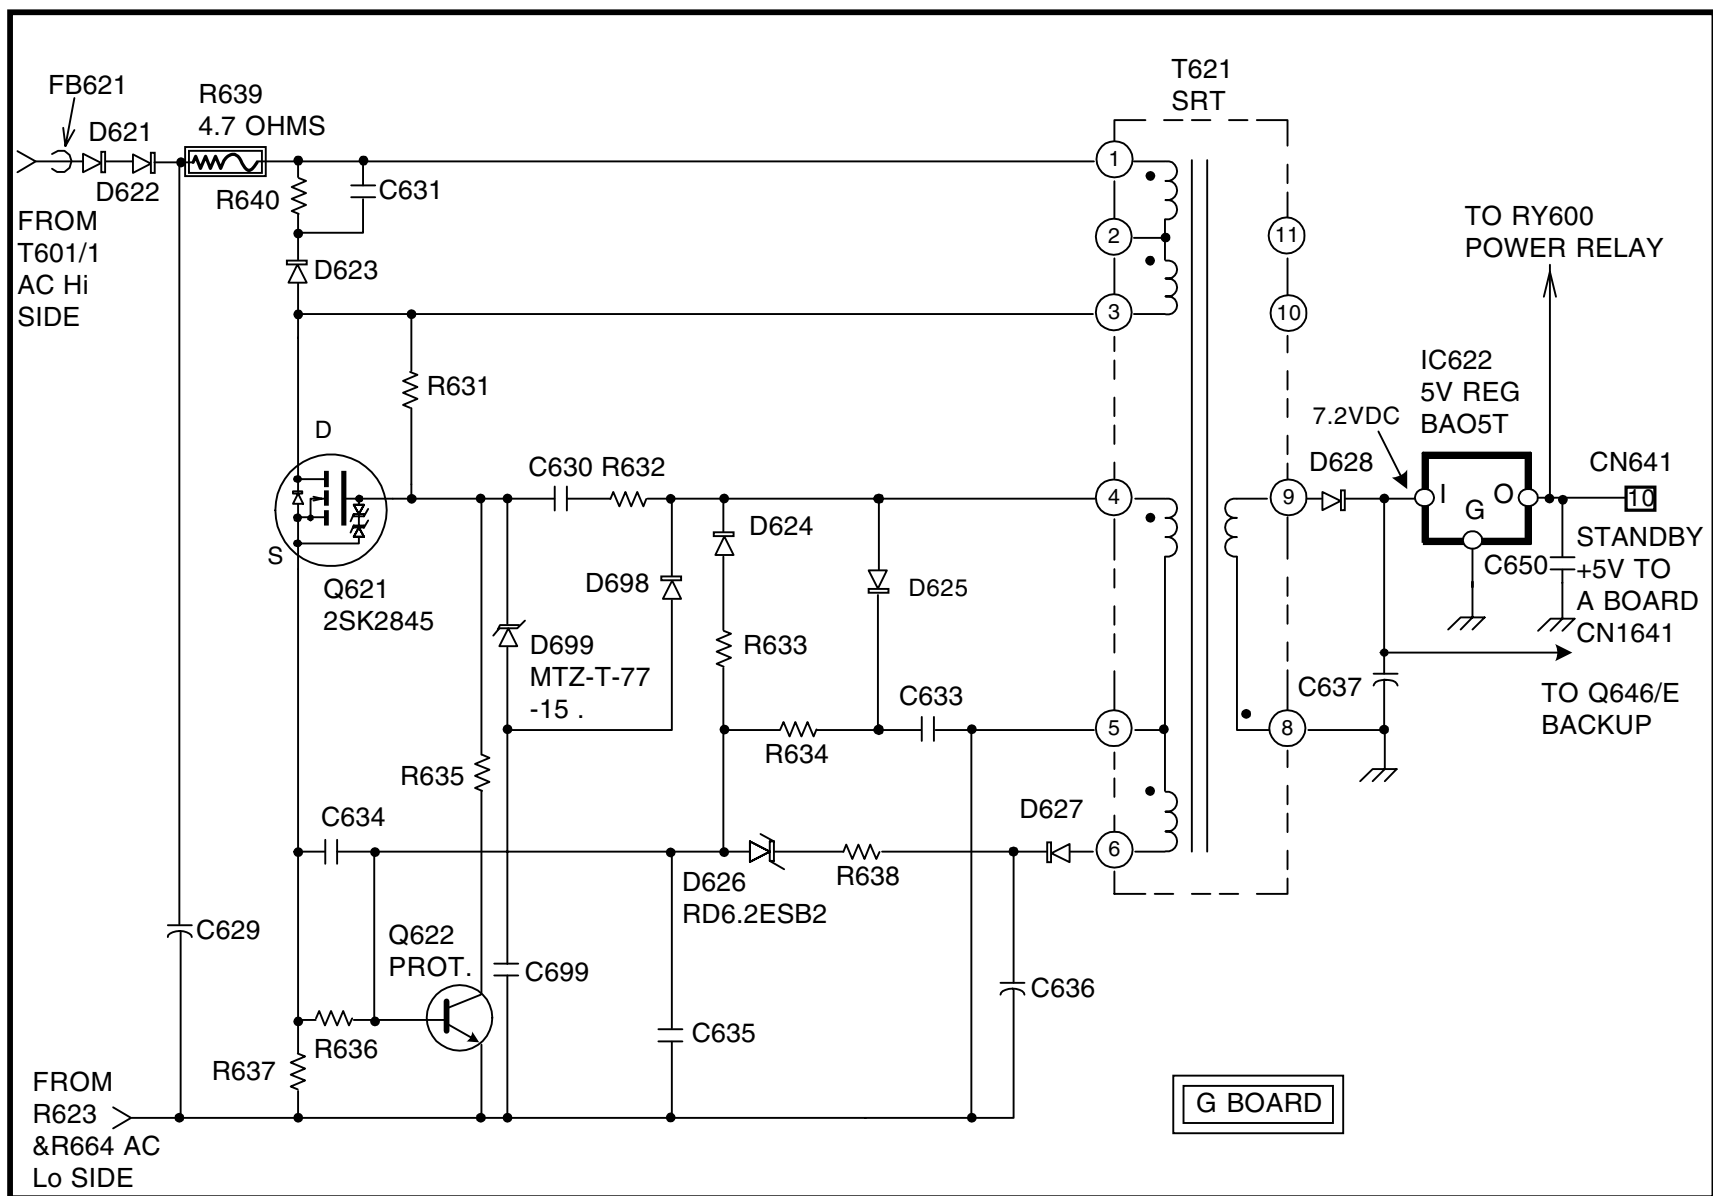 FB621
D621
D622
R639
4.7 OHMS
R640
C631
D623
FROM
T601/1
AC Hi
SIDE
T621
SRT
1
2
3
4
5
6
11
10
9
8
TO RY600
POWER RELAY
IC622
5V REG
BAO5T
7.2VDC
D628
I
O
G
CN641
10
C650
STANDBY
+5V TO
A BOARD
CN1641
C637
TO Q646/E
BACKUP
R631
D
S
Q621
2SK2845
C630 R632
D624
D698
D625
D699
MTZ-T-77
-15 .
R633
C633
R634
R635
C634
D627
D626
RD6.2ESB2
R638
C629
Q622
PROT.
C699
C635
C636
R636
R637
FROM
R623
&R664 AC
Lo SIDE
G BOARD